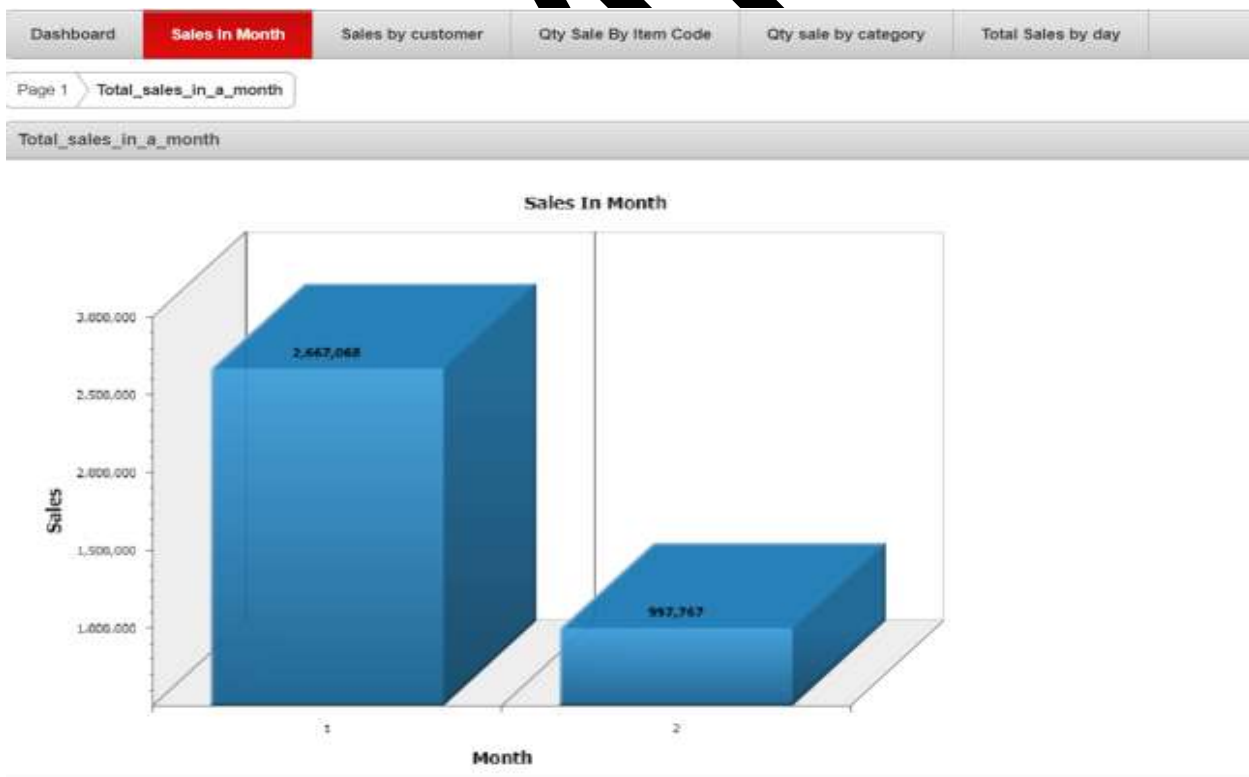 Dashboard Sales In Month Sales by customer Qty Sale By Item Code Qty sale by category Total Sales by day
Page 1 Total_sales_in_a_month
Total_sales_in_a_month
Sales In Month
3,000,000
2,667,068
2,500,000
2,000,000
Sales
1,500,000
997,767
1,000,000
1 2
Month